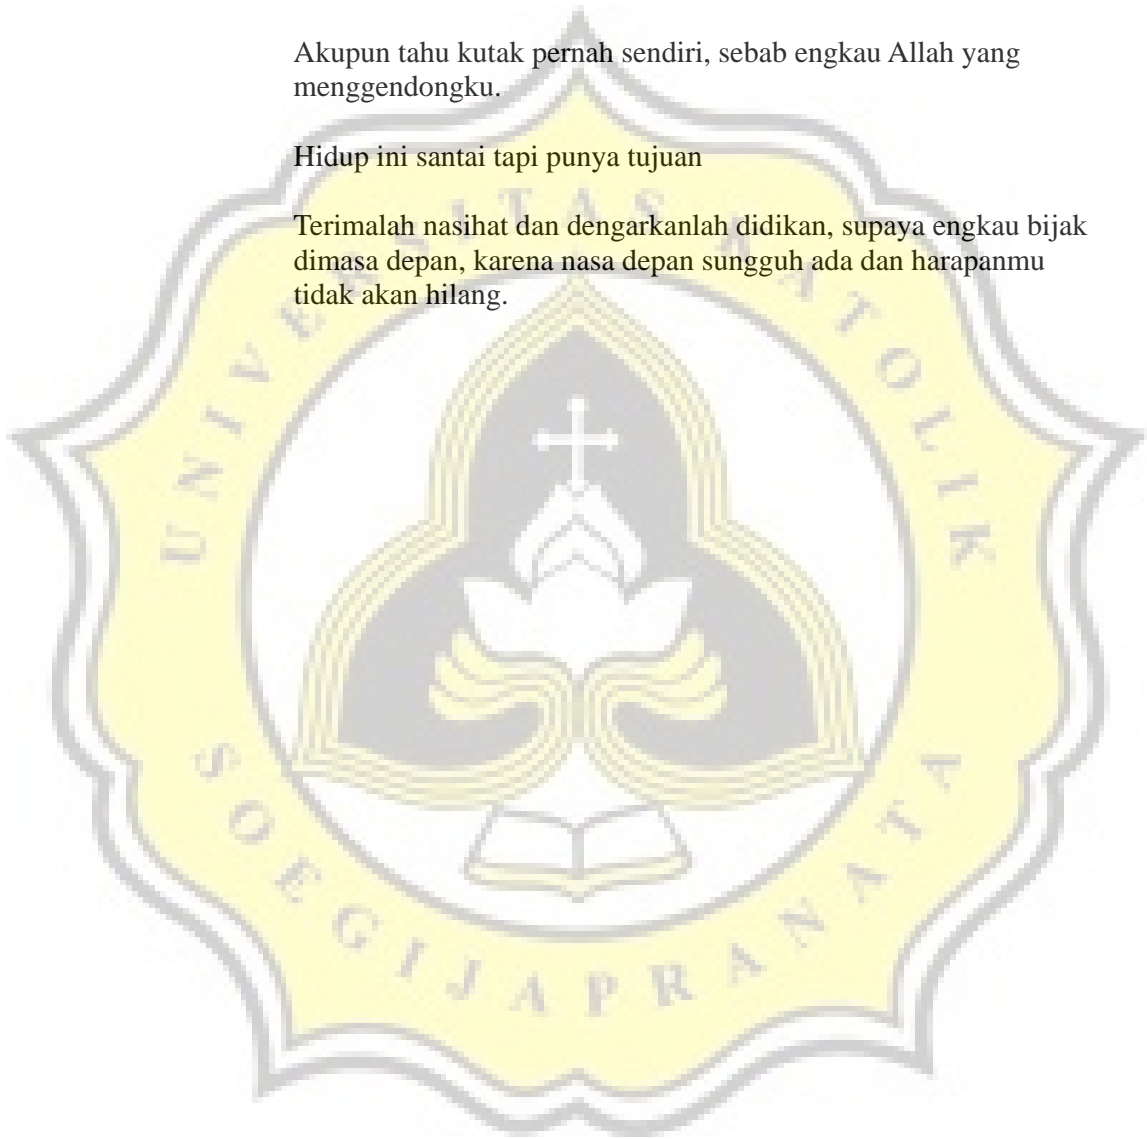 Akupun tahu kutak pernah sendiri, sebab engkau Allah yang
menggendongku.
Hidup ini santai tapi punya tujuan
Terimalah nasihat dan dengarkanlah didikan, supaya engkau bijak
dimasa depan, karena nasa depan sungguh ada dan harapanmu
tidak akan hilang.
UNIVERSITAS KATOLIK
SOEGIJAPRANATA